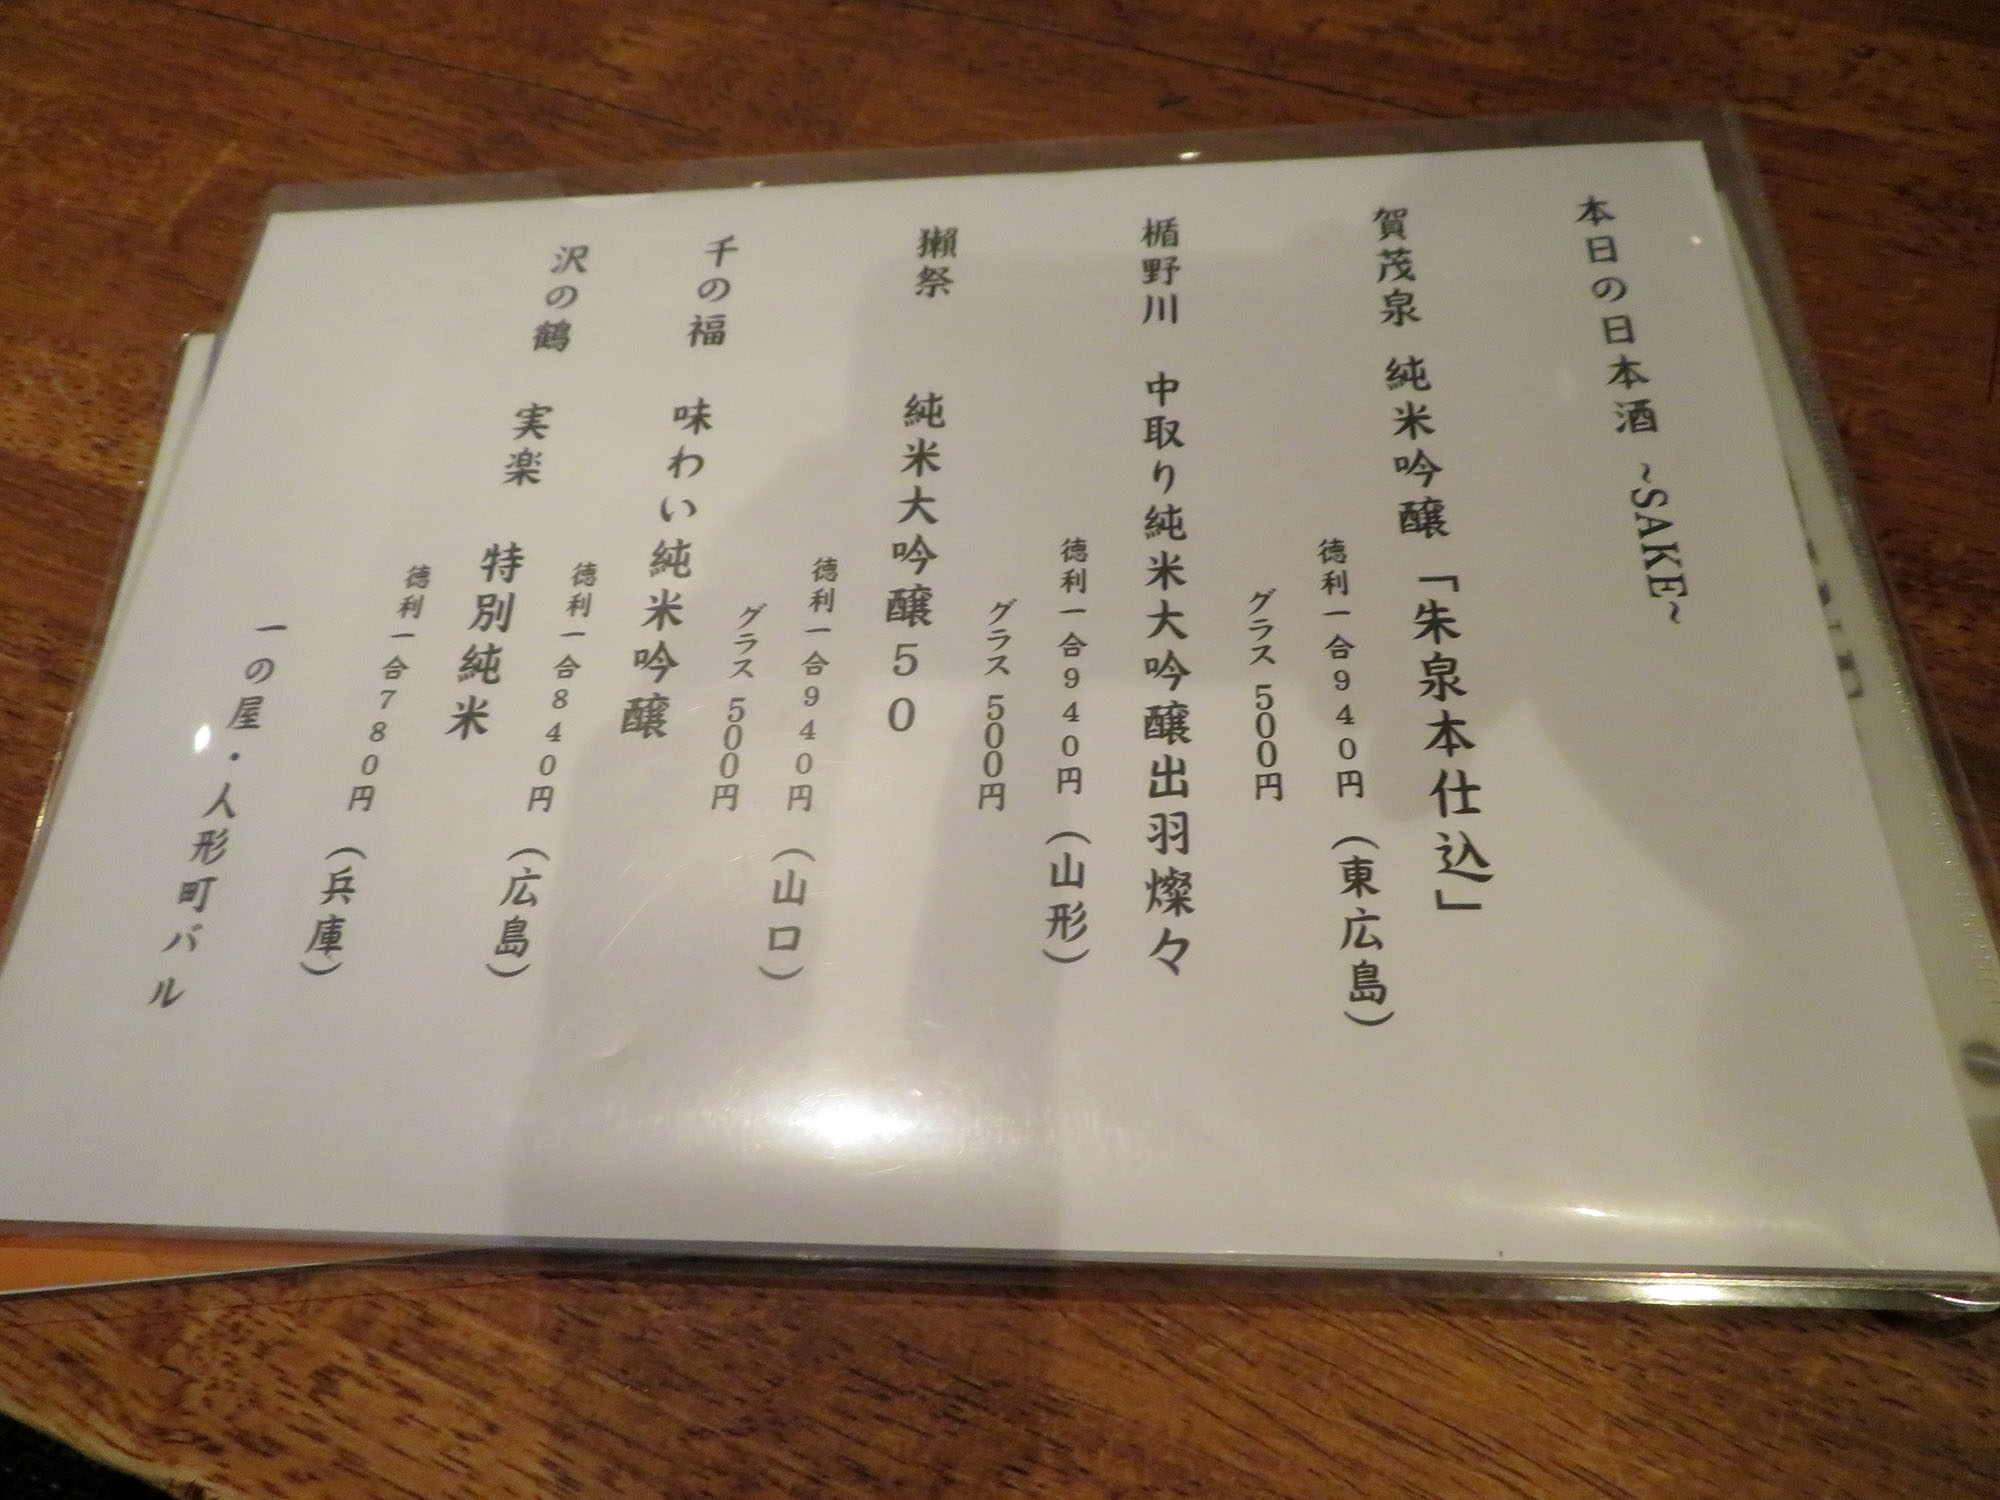 本日の日本酒 ~SAKE~
賀茂泉 純米吟醸「朱泉本仕込」
徳利一合940円(東広島)
グラス 500円
楯野川 中取り純米大吟醸出羽燦々
徳利一合940円(山形)
グラス 500円
獺祭 純米大吟醸50
徳利一合940円(山口)
グラス 500円
千の福 味わい純米吟醸
徳利一合840円(広島)
沢の鶴 実楽 特別純米
徳利一合780円(兵庫)
一の屋・人形町バル